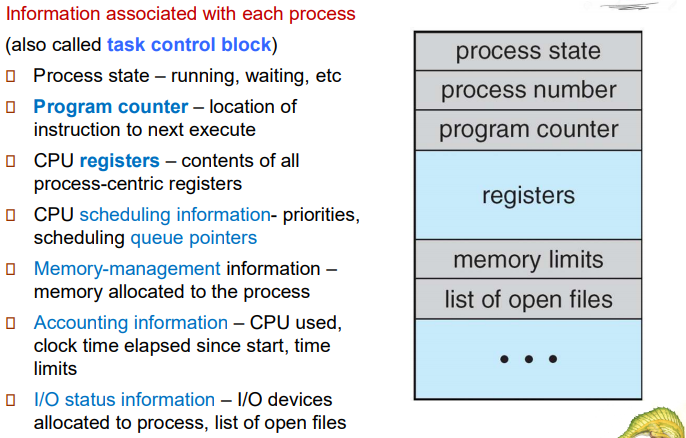 Information associated with each process
(also called task control block)
Process state – running, waiting, etc
Program counter – location of
instruction to next execute
CPU registers – contents of all
process-centric registers
CPU scheduling information- priorities,
scheduling queue pointers
Memory-management information –
memory allocated to the process
Accounting information – CPU used,
clock time elapsed since start, time
limits
I/O status information – I/O devices
allocated to process, list of open files
process state
process number
program counter
registers
memory limits
list of open files
• • •